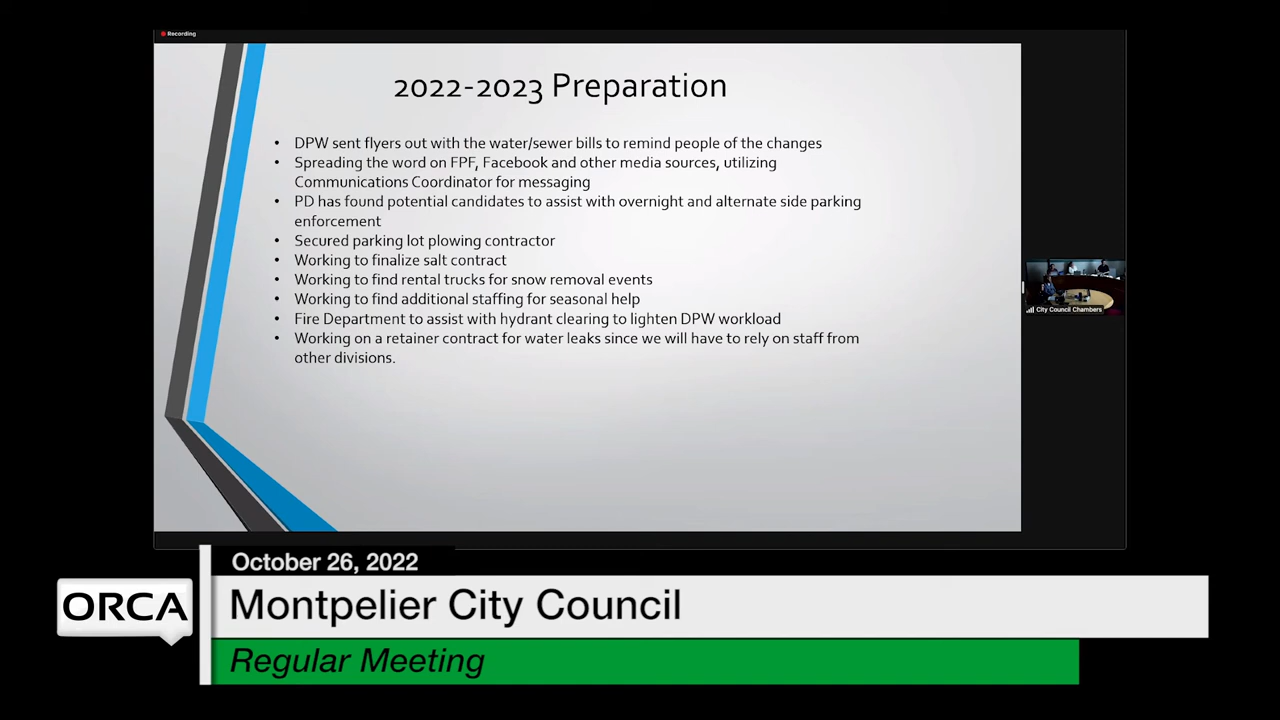 Recording
2022-2023 Preparation
• DPW sent flyers out with the water/sewer bills to remind people of the changes
• Spreading the word on FPF, Facebook and other media sources, utilizing
Communications Coordinator for messaging
• PD has found potential candidates to assist with overnight and alternate side parking
enforcement
• Secured parking lot plowing contractor
• Working to finalize salt contract
• Working to find rental trucks for snow removal events
• Working to find additional staffing for seasonal help
• Fire Department to assist with hydrant clearing to lighten DPW workload
• Working on a retainer contract for water leaks since we will have to rely on staff from
other divisions.
City Council Chambers
October 26, 2022
ORCA
Montpelier City Council
Regular Meeting